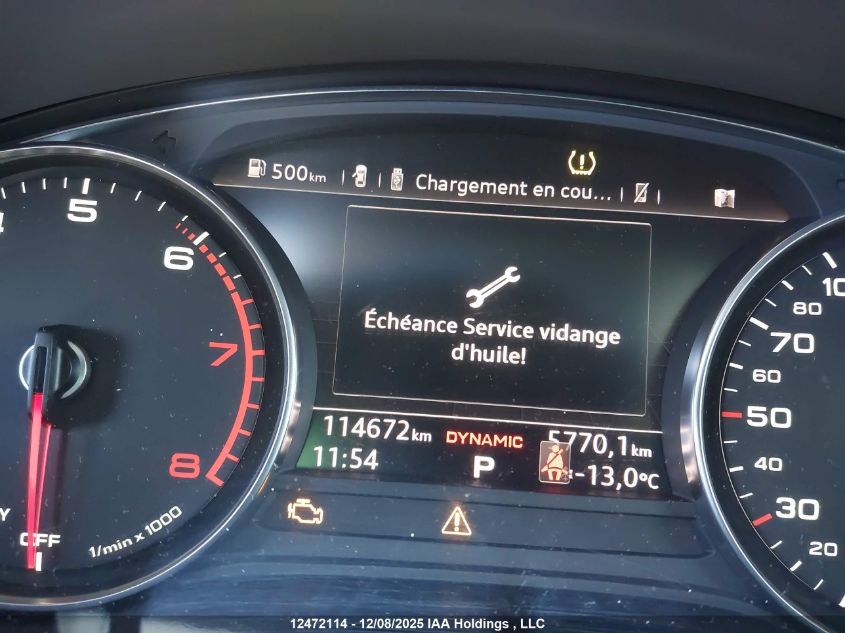 500km
Chargement en cou...
Échéance Service vidange
d'huile!
114672km
DYNAMIC
5770,1km
11:54
P
-13,0°C
5
6
7
8
1/min x 1000
OFF
80
70
60
50
40
30
20
12472114 - 12/08/2025 IAA Holdings , LLC